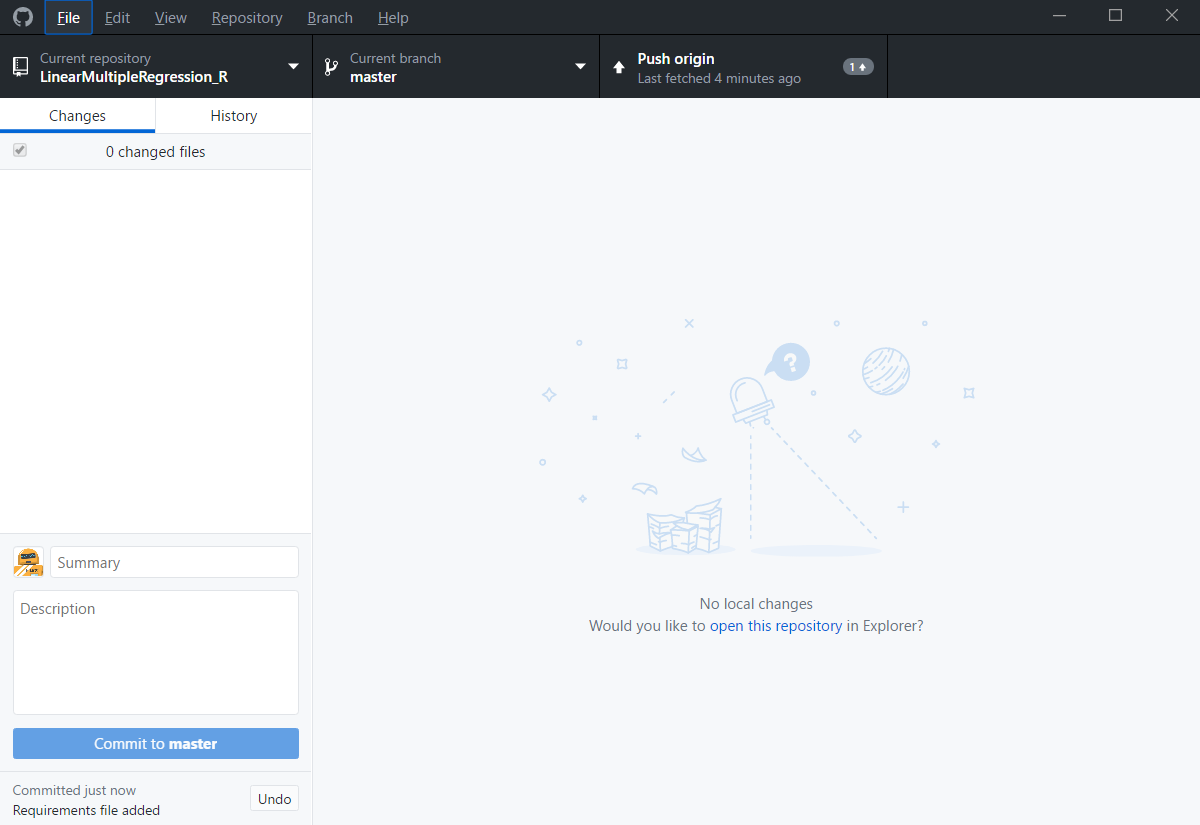 File Edit View Repository Branch Help
Current repository
LinearMultipleRegression_R
Current branch
master
Push origin
Last fetched 4 minutes ago
1
Changes History
0 changed files
?
No local changes
Would you like to open this repository in Explorer?
Summary
Description
Commit to master
Committed just now
Requirements file added
Undo